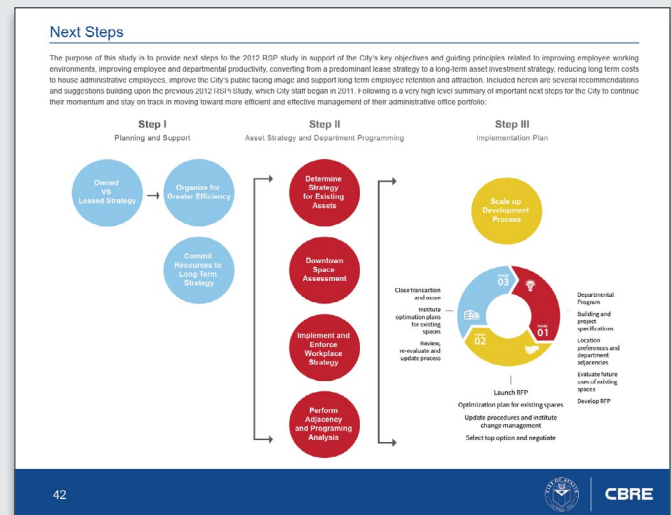 Next Steps
The purpose of this study is to provide next steps to the 2012 RSP study in support of the City's key objectives and guiding principles related to improving employee working
environments, improving employee and departmental productivity, converting from a predominant lease strategy to a long-term asset investment strategy, reducing long term costs
to house administrative employees, improve the City's public facing image and support long term employee retention and attraction. Included herein are several recommendations
and suggestions building upon the previous 2012 RSPI Study, which City staff began in 2011. Following is a very high level summary of important next steps for the City to continue
their momentum and stay on track in moving toward more efficient and effective management of their administrative office portfolio:
Step I
Planning and Support
Owned
VS
Leased Strategy
Organize for
Greater Efficiency
Commit
Resources to
Long Term
Strategy
Step II
Asset Strategy and Department Programming
Determine
Strategy
for Existing
Assets
Downtown
Space
Assessment
Implement and
Enforce
Workplace
Strategy
Perform
Adjacency
and Programing
Analysis
Step III
Implementation Plan
Scale up
Development
Process
PHASE
01
Departmental
Program
Building and
project
specifications
Location
preferences and
department
adjacencies
Evaluate future
uses of existing
spaces
Develop RFP
PHASE
02
Launch RFP
Optimization plan for existing spaces
Update procedures and institute
change management
Select top option and negotiate
PHASE
03
Close transaction
and move
Institute
optimation plans
for existing
spaces
Review,
re-evaluate and
update process
42
CBRE